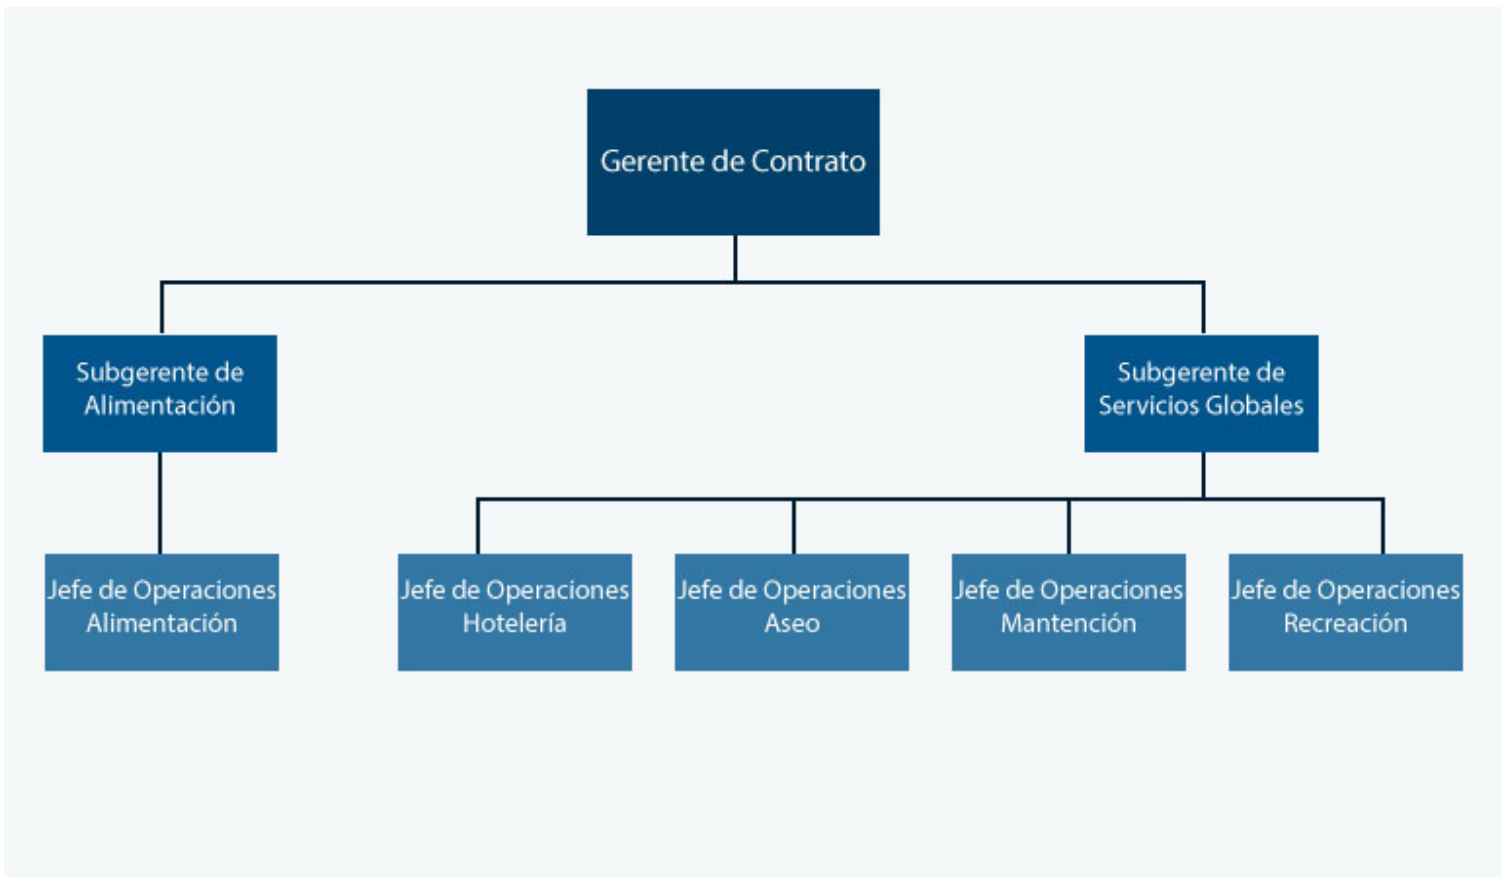 Gerente de Contrato
Subgerente de
Alimentación
Subgerente de
Servicios Globales
Jefe de Operaciones
Alimentación
Jefe de Operaciones
Hotelería
Jefe de Operaciones
Aseo
Jefe de Operaciones
Mantención
Jefe de Operaciones
Recreación